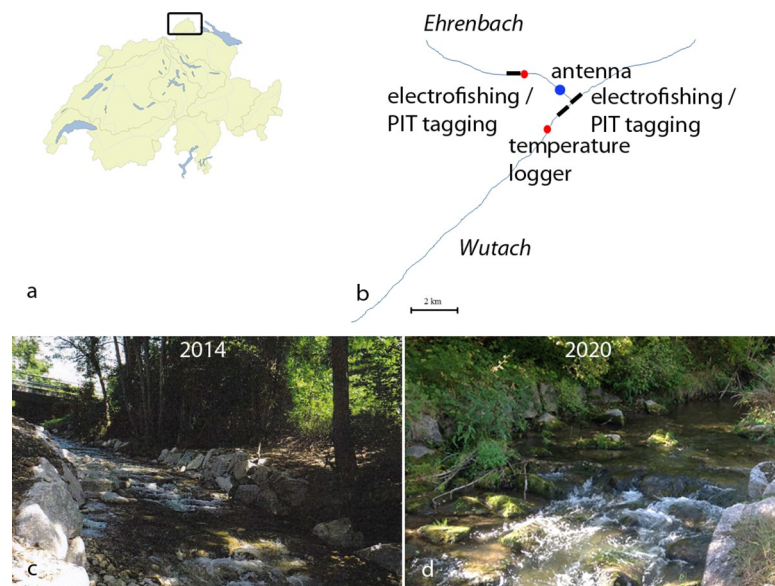 Ehrenbach
antenna
electrofishing /
PIT tagging
electrofishing /
PIT tagging
temperature
logger
Wutach
a
b
2 km
2014
2020
c
d